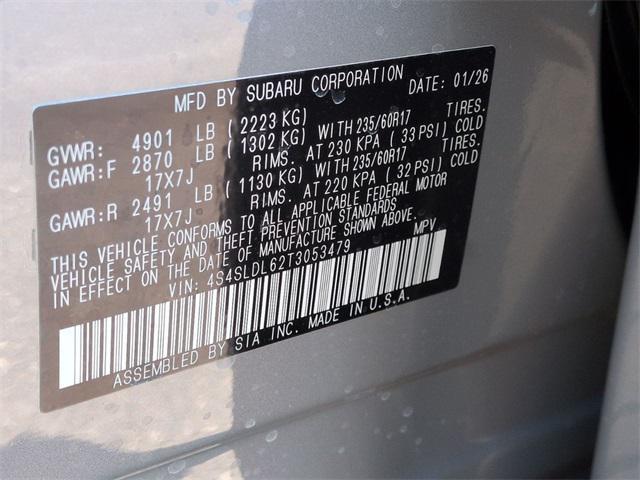 MFD BY SUBARU CORPORATION DATE: 01/26
GVWR: 4901 LB ( 2223 KG)
GAWR:F 2870 LB ( 1302 KG) WITH 235/60R17 TIRES.
17X7J RIMS. AT 230 KPA ( 33 PSI) COLD
GAWR:R 2491 LB ( 1130 KG) WITH 235/60R17 TIRES.
17X7J RIMS. AT 220 KPA ( 32 PSI) COLD
THIS VEHICLE CONFORMS TO ALL APPLICABLE FEDERAL MOTOR
VEHICLE SAFETY AND THEFT PREVENTION STANDARDS
IN EFFECT ON THE DATE OF MANUFACTURE SHOWN ABOVE.
VIN: 4S4SLDL62T3053479 MPV
ASSEMBLED BY SIA INC. MADE IN U.S.A.